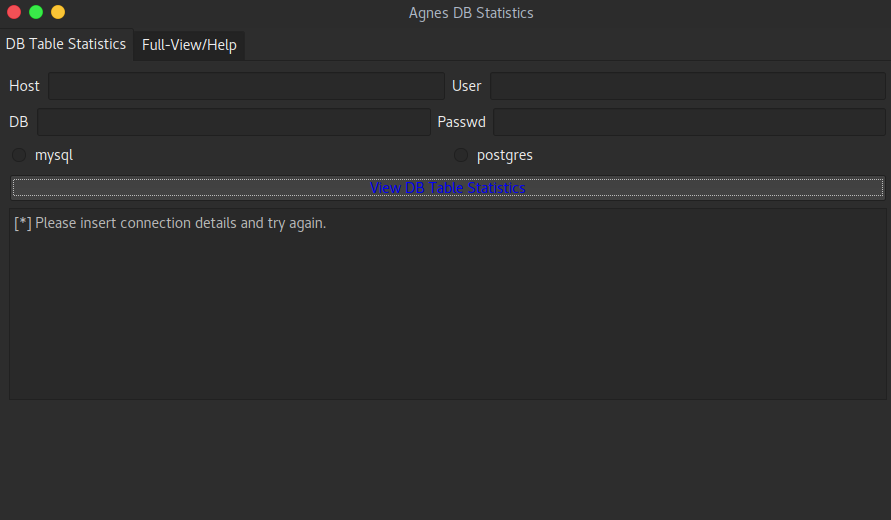 Agnes DB Statistics
DB Table Statistics Full-View/Help
Host User
DB Passwd
mysql postgres
View DB Table Statistics
[*] Please insert connection details and try again.